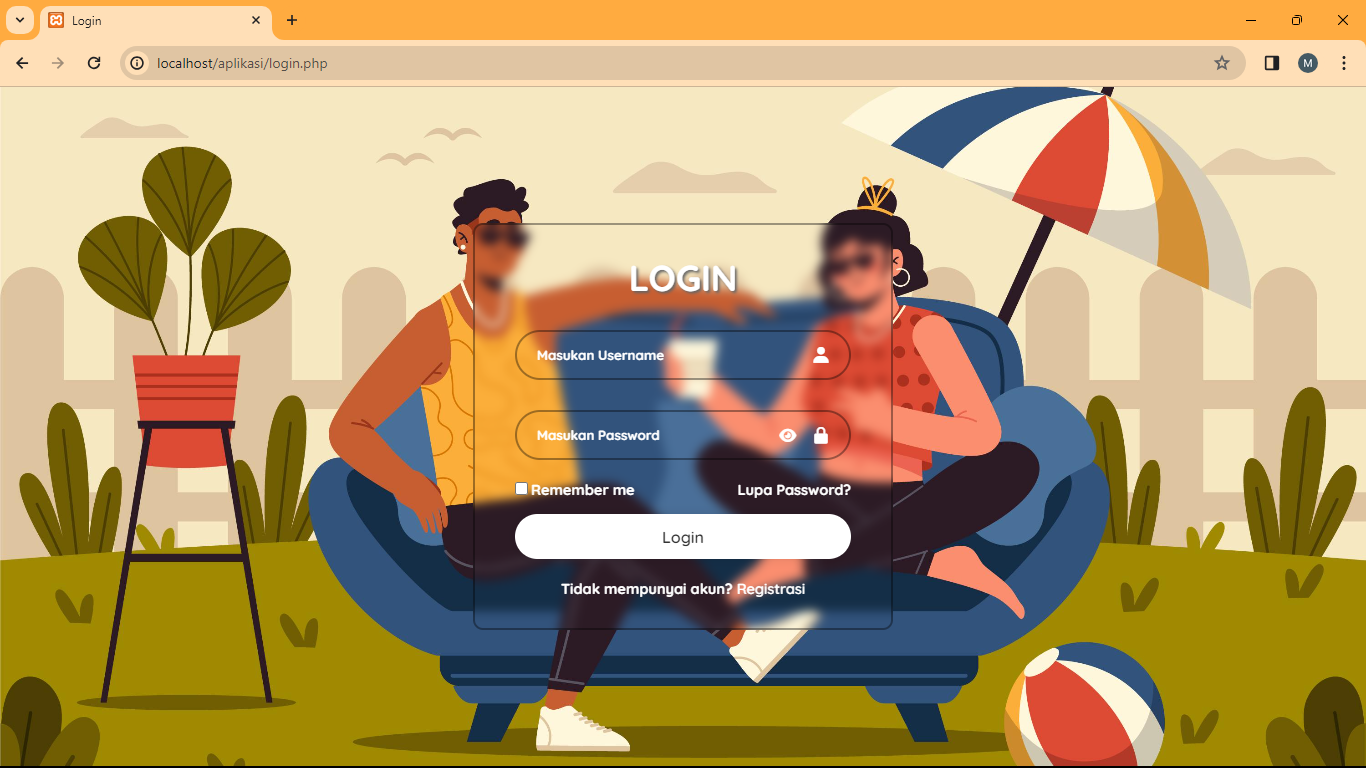 Login
localhost/aplikasi/login.php
M
LOGIN
Masukan Username
Masukan Password
Remember me Lupa Password?
Login
Tidak mempunyai akun? Registrasi